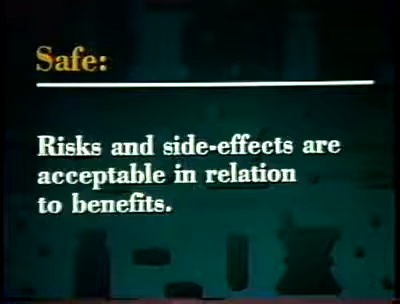 Safe:
Risks and side-effects are
acceptable in relation
to benefits.